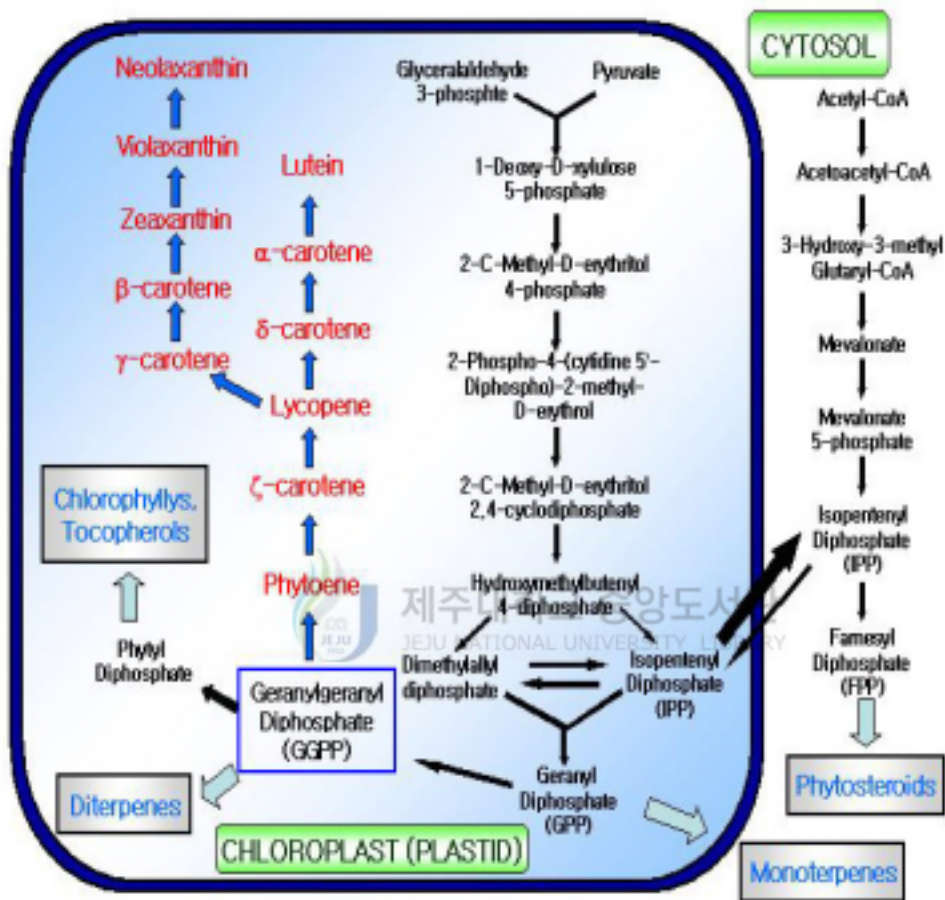 CYTOSOL
Neolaxanthin
Violaxanthin
Zeaxanthin
β-carotene
γ-carotene
Lutein
α-carotene
δ-carotene
Lycopene
ζ-carotene
Phytoene
Glyceralaldehyde
3-phosphte
Pyruvate
1-Deoxy-D-xylulose
5-phosphate
2-C-Methyl-D-erythritol
4-phosphate
2-Phospho-4-(cytidine 5'-
Diphospho)-2-methyl-
D-erythrol
2-C-Methyl-D-erythritol
2,4-cyclodiphosphate
Hydroxymethylbutenyl
4-diphosphate
Dimethylallyl
diphosphate
Isopentenyl
Diphosphate
(IPP)
Geranyl
Diphosphate
(GPP)
Geranylgeranyl
Diphosphate
(GGPP)
Phytyl
Diphosphate
Chlorophyllys,
Tocopherols
Diterpenes
CHLOROPLAST (PLASTID)
Monoterpenes
Acetyl-CoA
Acetoacetyl-CoA
3-Hydroxy-3-methyl
Glutaryl-CoA
Mevalonate
Mevalonate
5-phosphate
Isopentenyl
Diphosphate
(IPP)
Farnesyl
Diphosphate
(FPP)
Phytosteroids
제주대학교 중앙도서관
JEJU NATIONAL UNIVERSITY LIBRARY
JEJU